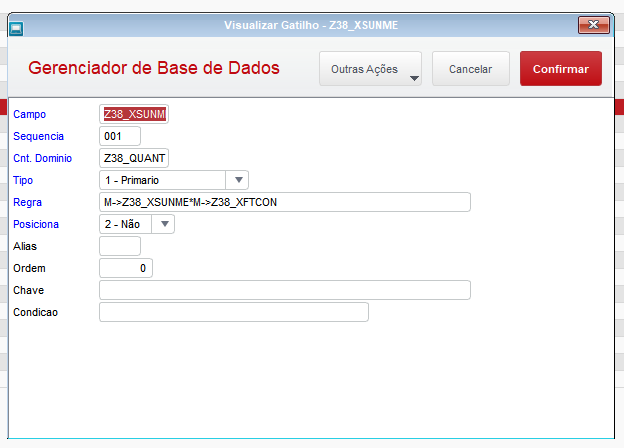 Visualizar Gatilho - Z38_XSUNME
Gerenciador de Base de Dados
Outras Ações
Cancelar
Confirmar
Campo Z38_XSUNM
Sequencia 001
Cnt. Dominio Z38_QUANT
Tipo 1 - Primario
Regra M->Z38_XSUNME*M->Z38_XFTCON
Posiciona 2 - Não
Alias
Ordem 0
Chave
Condicao